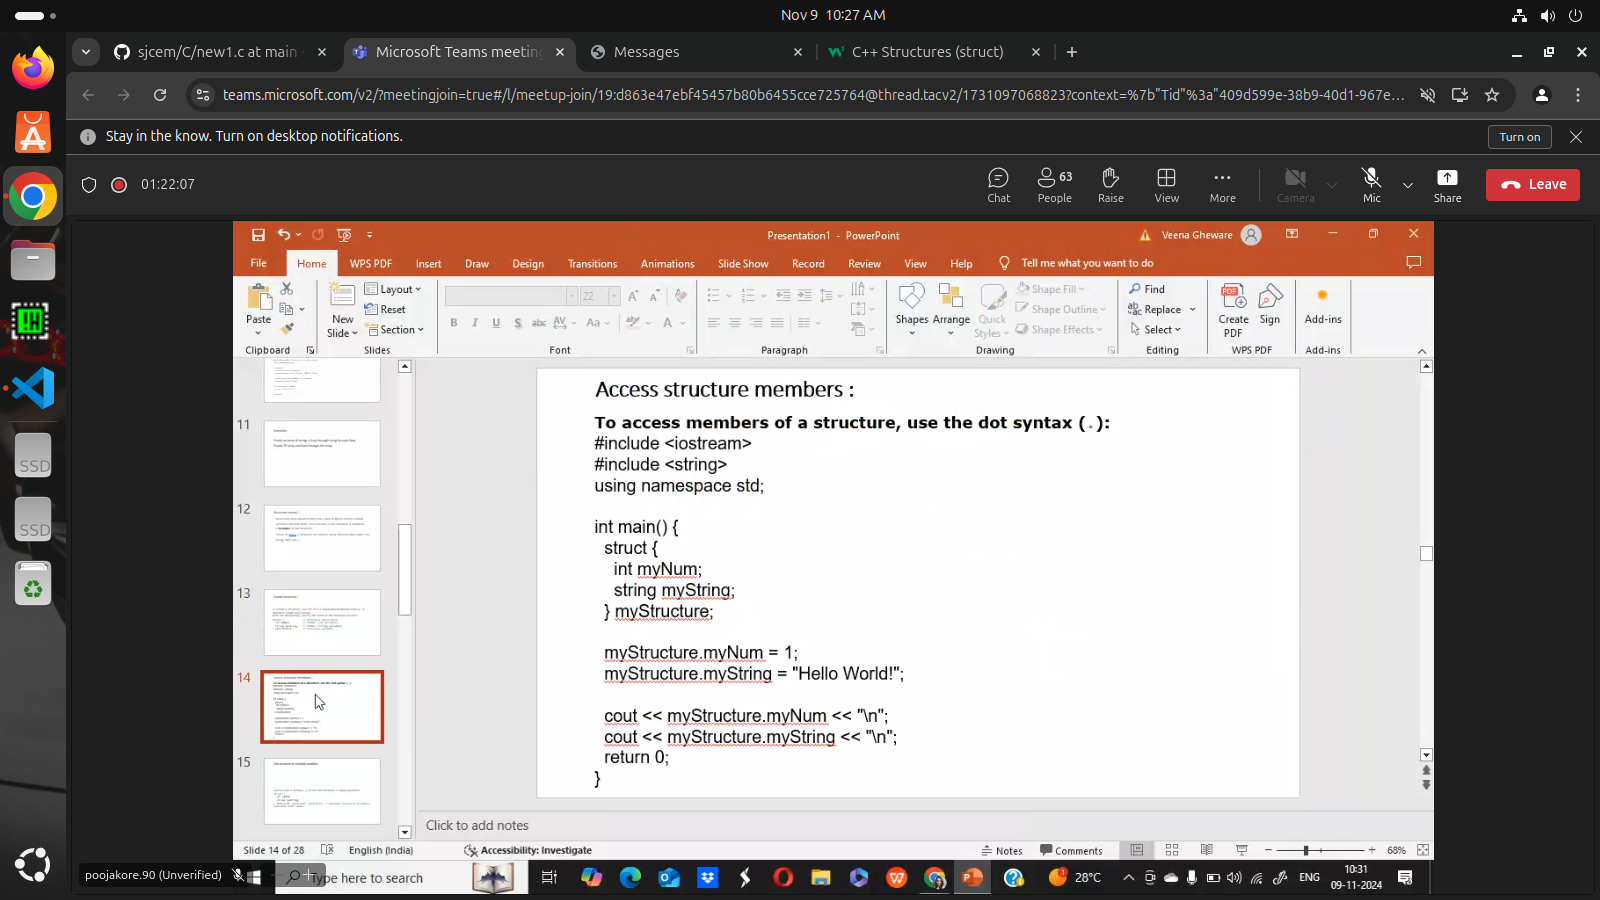 Nov 9 10:27 AM
sjcem/C/new1.c at main
Microsoft Teams meeting
Messages
C++ Structures (struct)
teams.microsoft.com/v2/?meetingjoin=true#/l/meetup-join/19:d863e47ebf45457b80b6455cce725764@thread.tacv2/1731097068823?context=%7b"Tid"%3a"409d599e-38b9-40d1-967e...
Stay in the know. Turn on desktop notifications.
Turn on
01:22:07
Chat
People 63
Raise
View
More
Camera
Mic
Share
Leave
Presentation1 - PowerPoint
Veena Gheware
File
Home
WPS PDF
Insert
Draw
Design
Transitions
Animations
Slide Show
Record
Review
View
Help
Tell me what you want to do
Paste
Clipboard
New
Slide
Layout
Reset
Section
Slides
22
Font
Paragraph
Shapes
Arrange
Quick
Styles
Shape Fill
Shape Outline
Shape Effects
Drawing
Find
Replace
Select
Editing
Create
PDF
Sign
WPS PDF
Add-ins
Add-ins
11
12
13
14
15
Access structure members :
To access members of a structure, use the dot syntax (.):
#include <iostream>
#include <string>
using namespace std;
int main() {
struct {
int myNum;
string myString;
} myStructure;
myStructure.myNum = 1;
myStructure.myString = "Hello World!";
cout << myStructure.myNum << "\n";
cout << myStructure.myString << "\n";
return 0;
}
Click to add notes
Slide 14 of 28
English (India)
Accessibility: Investigate
Notes
Comments
68%
poojakore.90 (Unverified)
Type here to search
28°C
ENG
10:31
09-11-2024
SSD
SSD